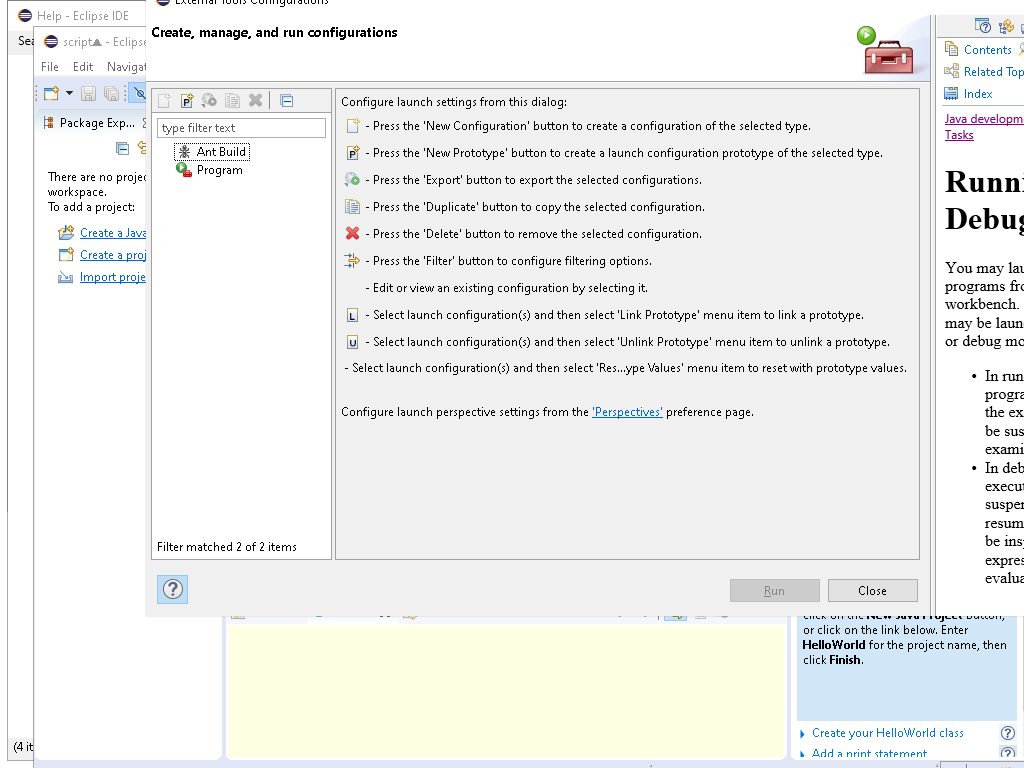 Help - Eclipse IDE
Sea
script - Eclipse
File Edit Navigat
Package Exp...
There are no projec
workspace.
To add a project:
Create a Java
Create a proj
Import proje
(4 it
External Tools Configurations
Create, manage, and run configurations
type filter text
Ant Build
Program
Filter matched 2 of 2 items
Configure launch settings from this dialog:
- Press the 'New Configuration' button to create a configuration of the selected type.
- Press the 'New Prototype' button to create a launch configuration prototype of the selected type.
- Press the 'Export' button to export the selected configurations.
- Press the 'Duplicate' button to copy the selected configuration.
- Press the 'Delete' button to remove the selected configuration.
- Press the 'Filter' button to configure filtering options.
- Edit or view an existing configuration by selecting it.
- Select launch configuration(s) and then select 'Link Prototype' menu item to link a prototype.
- Select launch configuration(s) and then select 'Unlink Prototype' menu item to unlink a prototype.
- Select launch configuration(s) and then select 'Res...ype Values' menu item to reset with prototype values.
Configure launch perspective settings from the 'Perspectives' preference page.
Run Close
Contents
Related Top
Index
Java developm
Tasks
Runni
Debug
You may lau
programs fro
workbench.
may be laun
or debug mo
• In run
progra
the ex
be sus
exami
• In deb
execut
susper
resum
be insp
expres
evalua
click on the New Java Project button,
or click on the link below. Enter
HelloWorld for the project name, then
click Finish.
Create your HelloWorld class
Add a print statement